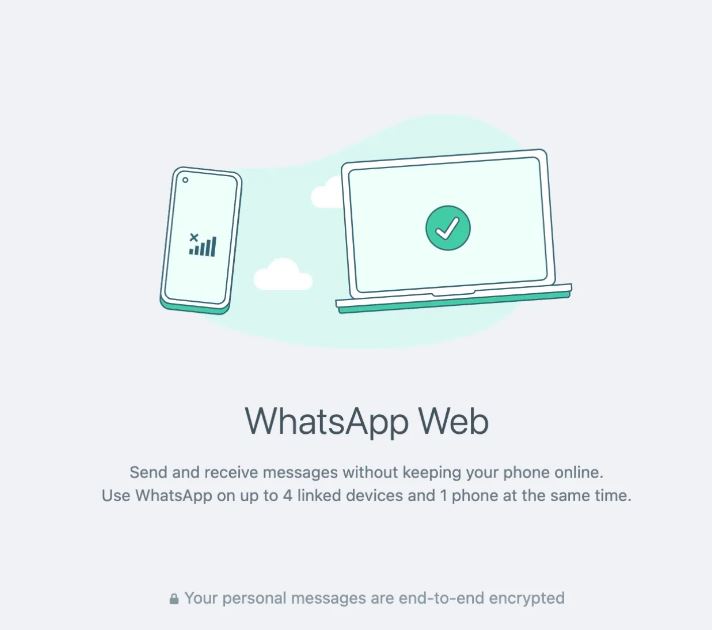 WhatsApp Web
Send and receive messages without keeping your phone online.
Use WhatsApp on up to 4 linked devices and 1 phone at the same time.
Your personal messages are end-to-end encrypted